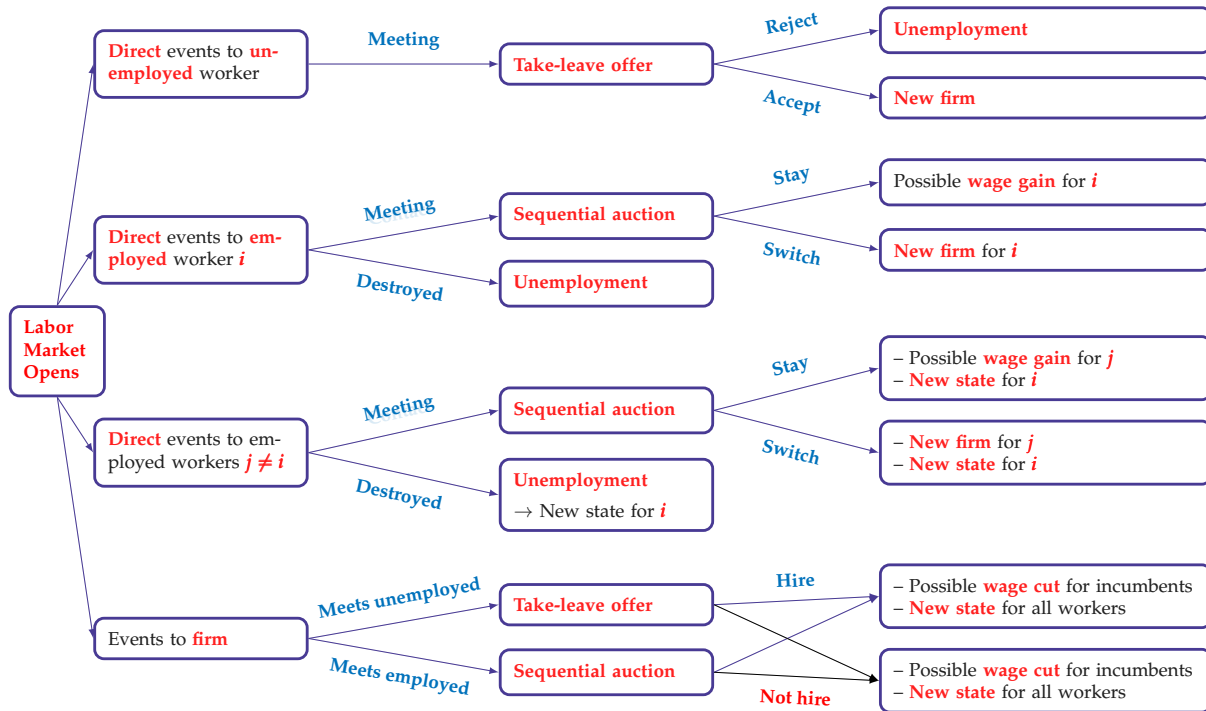 Reject
Unemployment
Direct events to un-
employed worker
Meeting
Take-leave offer
Accept
New firm
Stay
Possible wage gain for i
Meeting
Sequential auction
Direct events to em-
ployed worker i
Switch
New firm for i
Destroyed
Unemployment
Labor
Market
Opens
Stay
– Possible wage gain for j
– New state for i
Meeting
Sequential auction
Direct events to em-
ployed workers j ≠ i
Switch
– New firm for j
– New state for i
Destroyed
Unemployment
→ New state for i
Hire
– Possible wage cut for incumbents
– New state for all workers
Meets unemployed
Take-leave offer
Events to firm
Meets employed
Sequential auction
Not hire
– Possible wage cut for incumbents
– New state for all workers